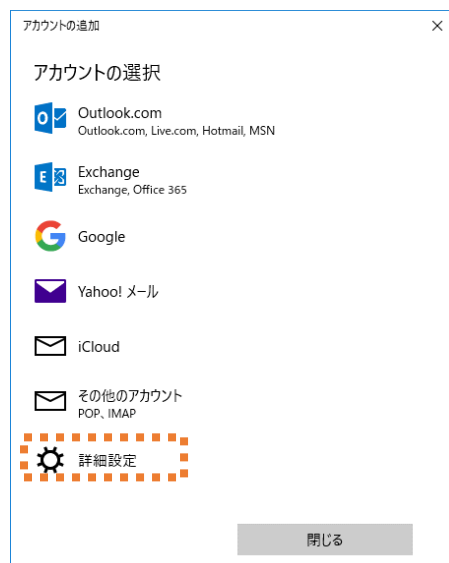 アカウントの追加
アカウントの選択
Outlook.com
Outlook.com, Live.com, Hotmail, MSN
Exchange
Exchange, Office 365
Google
Yahoo! メール
iCloud
その他のアカウント
POP、IMAP
詳細設定
閉じる